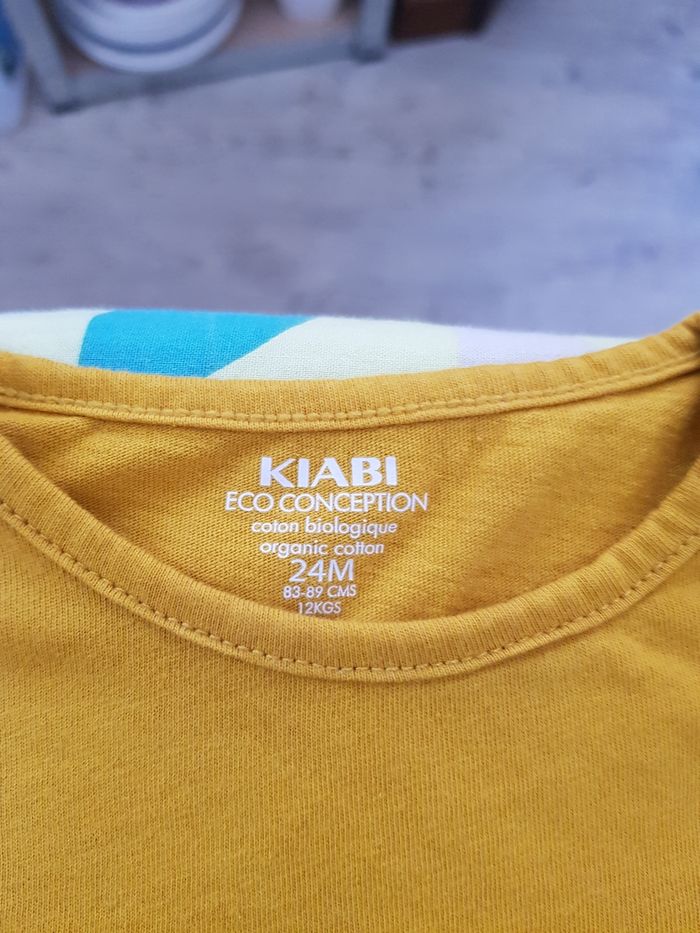 KIABI
ECO CONCEPTION
coton biologique
organic cotton
24M
83-89 CMS
12KGS